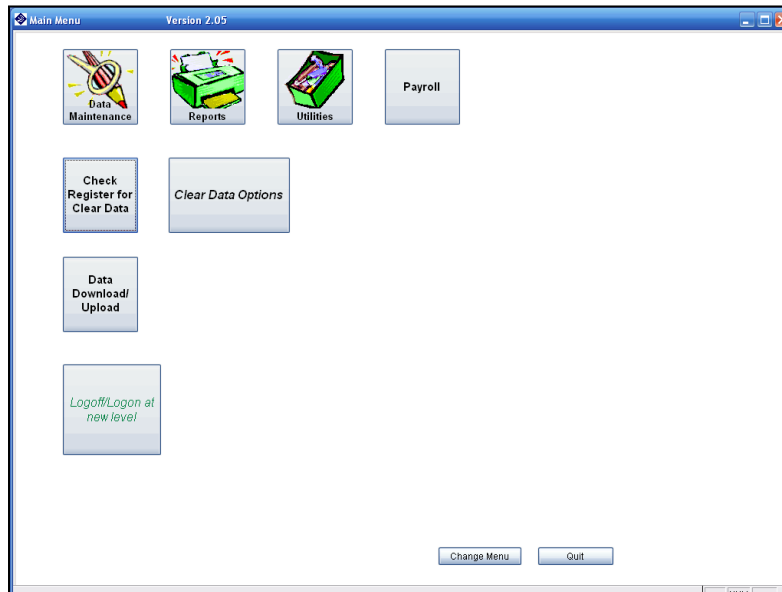 Main Menu Version 2.05
Data
Maintenance
Reports
Utilities
Payroll
Check
Register for
Clear Data
Clear Data Options
Data
Download/
Upload
Logoff/Logon at
new level
Change Menu
Quit